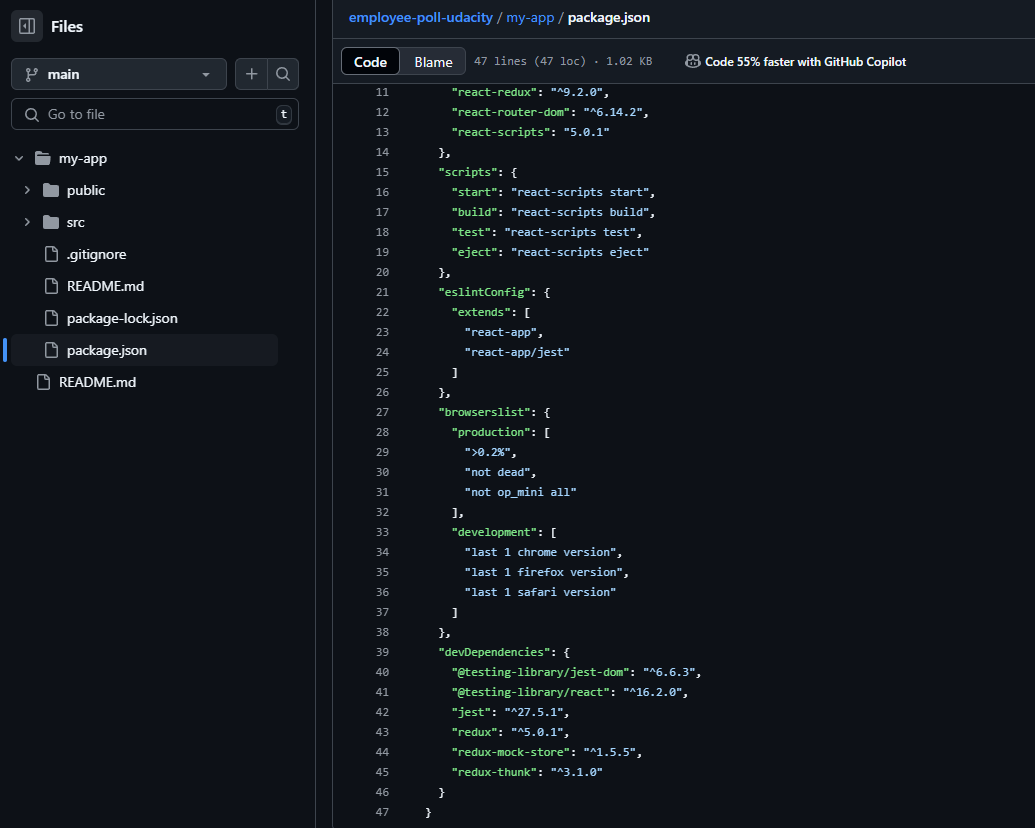 Files
main
Go to file
t
my-app
public
src
.gitignore
README.md
package-lock.json
package.json
README.md
employee-poll-udacity / my-app / package.json
Code Blame 47 lines (47 loc) · 1.02 KB Code 55% faster with GitHub Copilot
11 "react-redux": "^9.2.0",
12 "react-router-dom": "^6.14.2",
13 "react-scripts": "5.0.1"
14 },
15 "scripts": {
16 "start": "react-scripts start",
17 "build": "react-scripts build",
18 "test": "react-scripts test",
19 "eject": "react-scripts eject"
20 },
21 "eslintConfig": {
22 "extends": [
23 "react-app",
24 "react-app/jest"
25 ]
26 },
27 "browserslist": {
28 "production": [
29 ">0.2%",
30 "not dead",
31 "not op_mini all"
32 ],
33 "development": [
34 "last 1 chrome version",
35 "last 1 firefox version",
36 "last 1 safari version"
37 ]
38 },
39 "devDependencies": {
40 "@testing-library/jest-dom": "^6.6.3",
41 "@testing-library/react": "^16.2.0",
42 "jest": "^27.5.1",
43 "redux": "^5.0.1",
44 "redux-mock-store": "^1.5.5",
45 "redux-thunk": "^3.1.0"
46 }
47 }